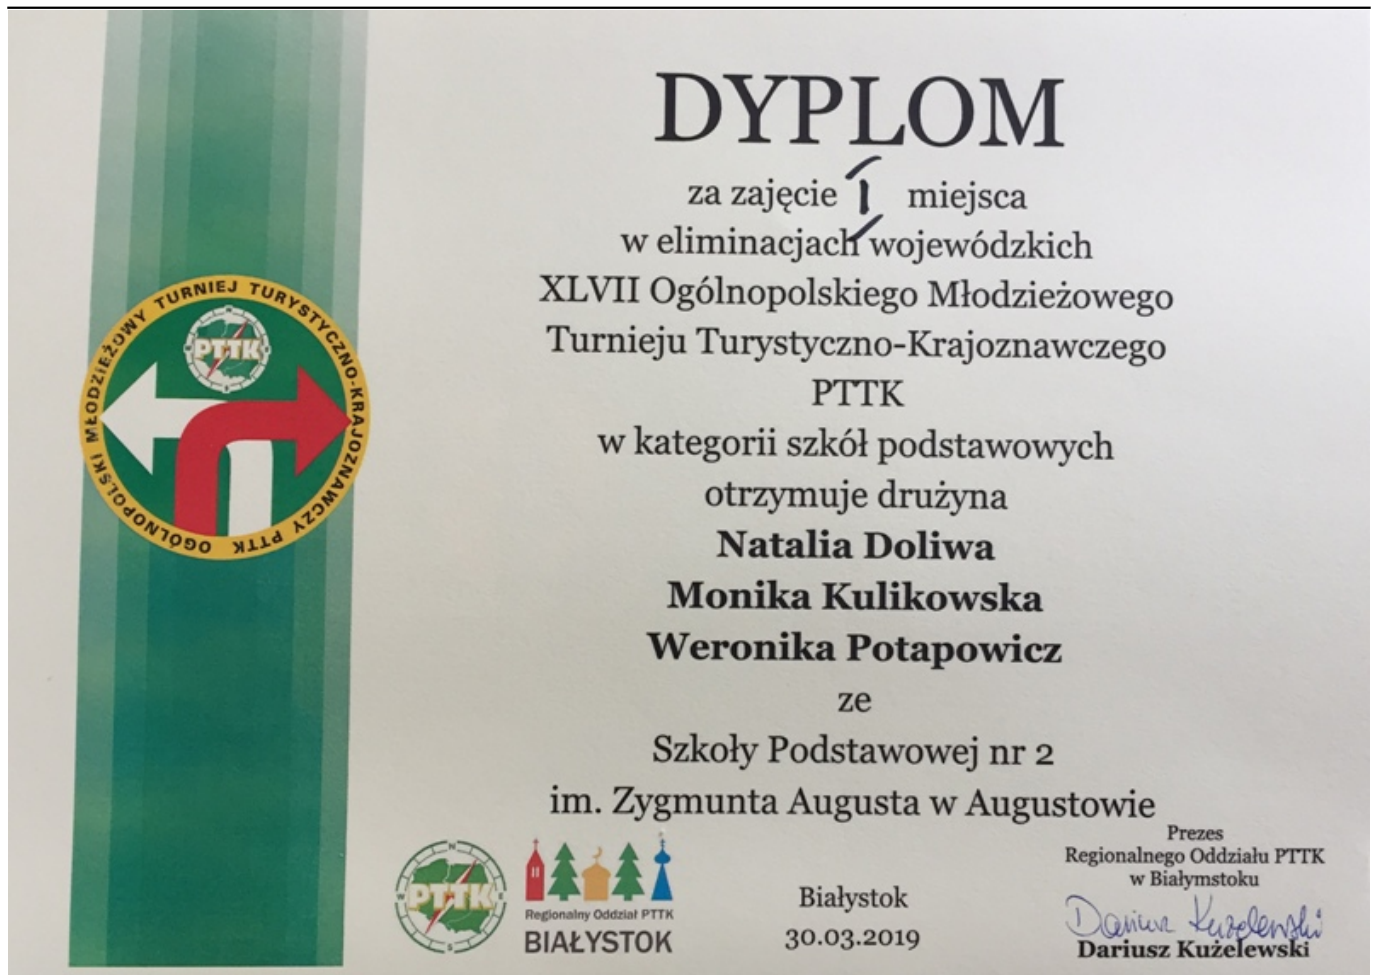 DYPLOM
za zajęcie I miejsca
w eliminacjach wojewódzkich
XLVII Ogólnopolskiego Młodzieżowego
Turnieju Turystyczno-Krajoznawczego
PTTK
w kategorii szkół podstawowych
otrzymuje drużyna
Natalia Doliwa
Monika Kulikowska
Weronika Potapowicz
ze
Szkoły Podstawowej nr 2
im. Zygmunta Augusta w Augustowie
OGÓLNOPOLSKI MŁODZIEŻOWY TURNIEJ TURYSTYCZNO-KRAJOZNAWCZY PTTK
PTTK
PTTK
Regionalny Oddział PTTK
BIAŁYSTOK
Białystok
30.03.2019
Prezes
Regionalnego Oddziału PTTK
w Białymstoku
Dariusz Kużelewski
Dariusz Kużelewski